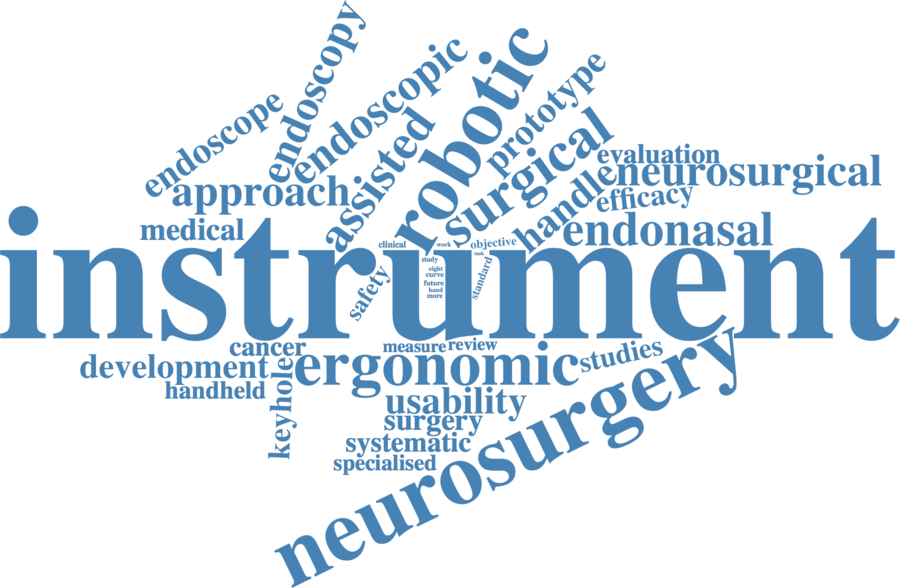 endoscopy
endoscope
endoscopic
robotic
prototype
assisted
surgical
approach
evaluation
neurosurgical
handle
efficacy
medical
endonasal
instrument
clinical
work
objective
task
study
standard
eight
curve
future
hand
more
safety
cancer
measure
review
studies
development
ergonomic
handheld
keyhole
usability
surgery
systematic
specialised
neurosurgery